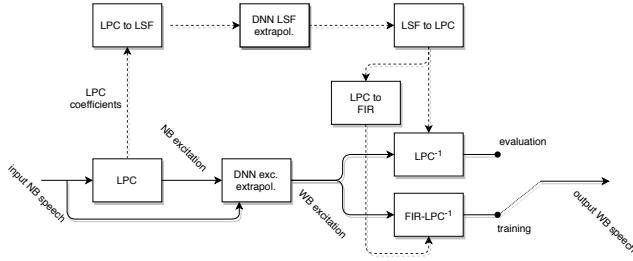 LPC to LSF
DNN LSF
extrapol.
LSF to LPC
LPC
coefficients
LPC to
FIR
NB excitation
evaluation
input NB speech
LPC
DNN exc.
extrapol.
LPC-1
WB excitation
FIR-LPC-1
training
output WB speech